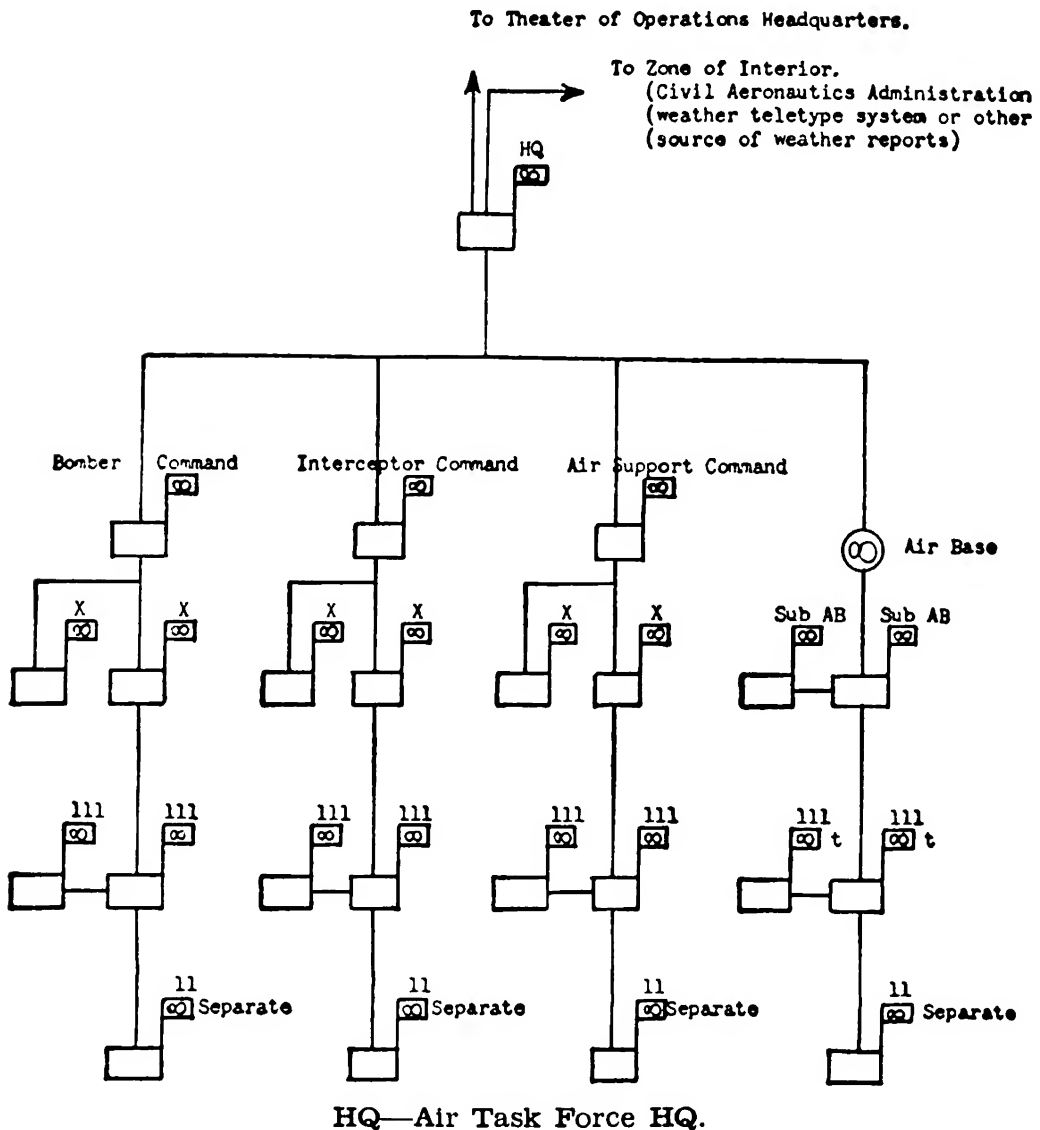 To Theater of Operations Headquarters.
To Zone of Interior.
(Civil Aeronautics Administration
(weather teletype system or other
(source of weather reports)
HQ
Bomber Command
Interceptor Command
Air Support Command
Air Base
X X X X X X
Sub AB Sub AB
111 111 111 111 111 111 111 t 111 t
11 Separate 11 Separate 11 Separate 11 Separate
HQ—Air Task Force HQ.